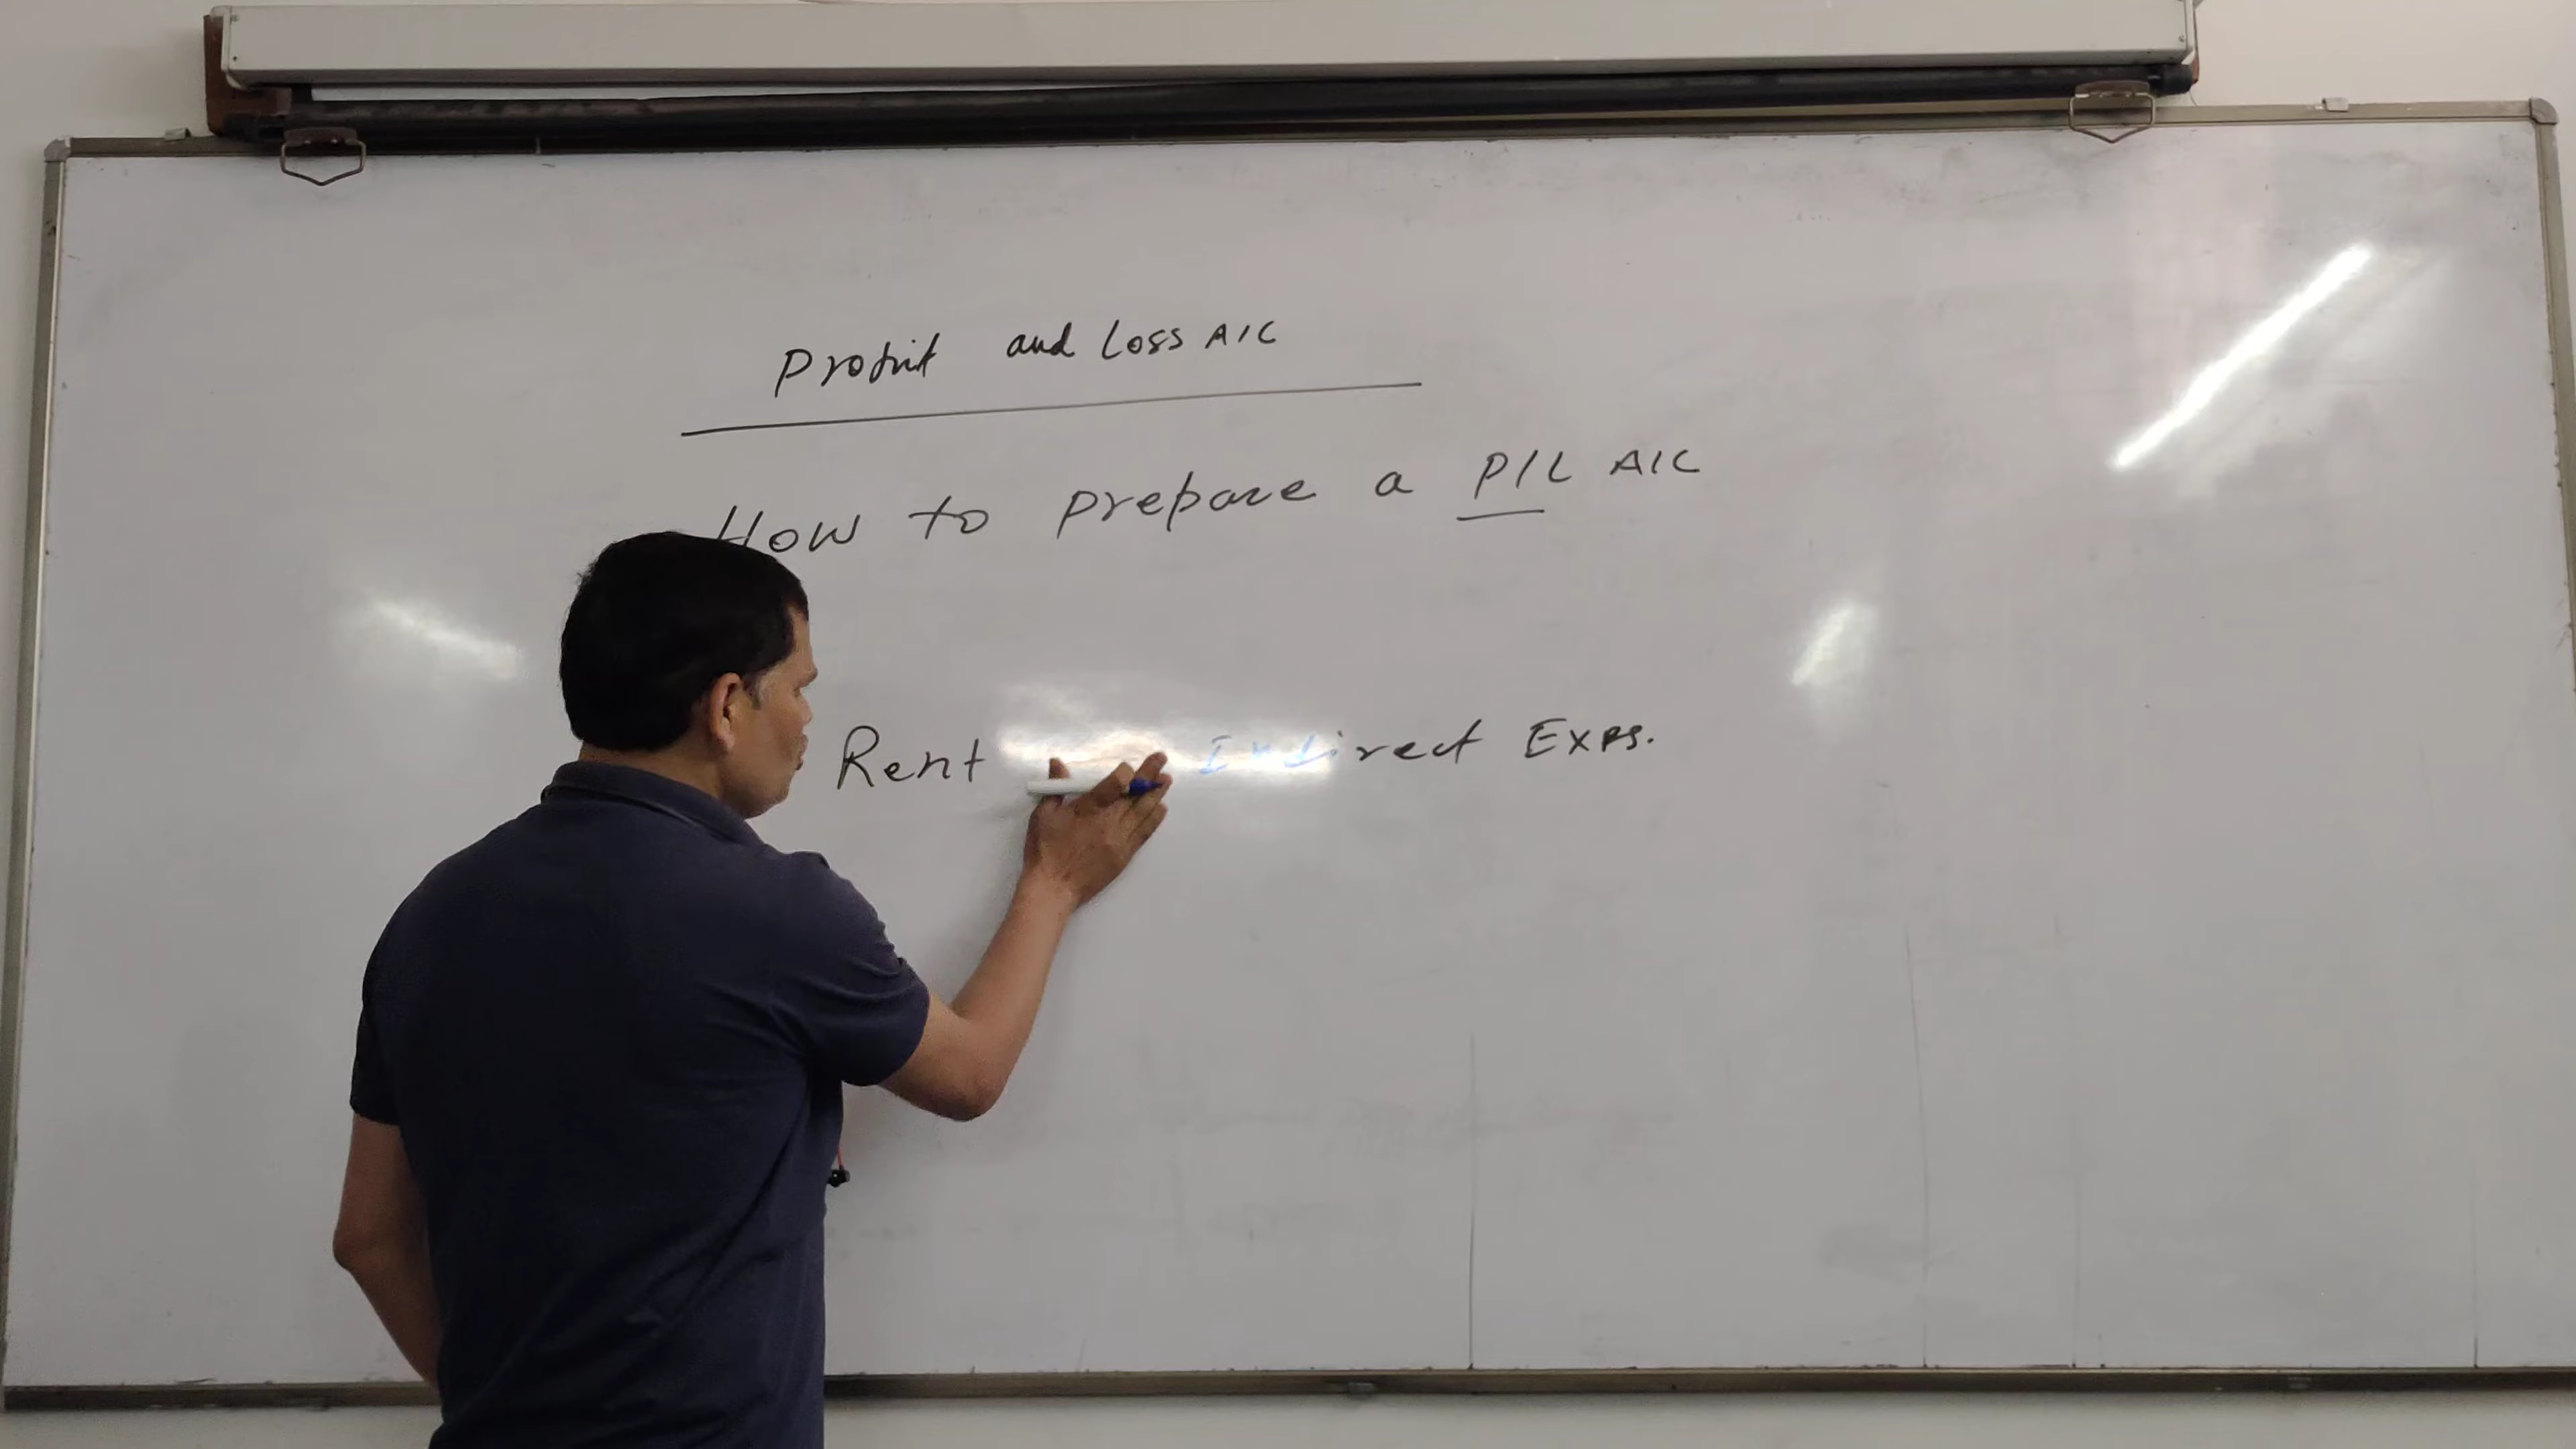 Profit and Loss A/C
How to prepare a P/L A/C
Rent Indirect Exps.